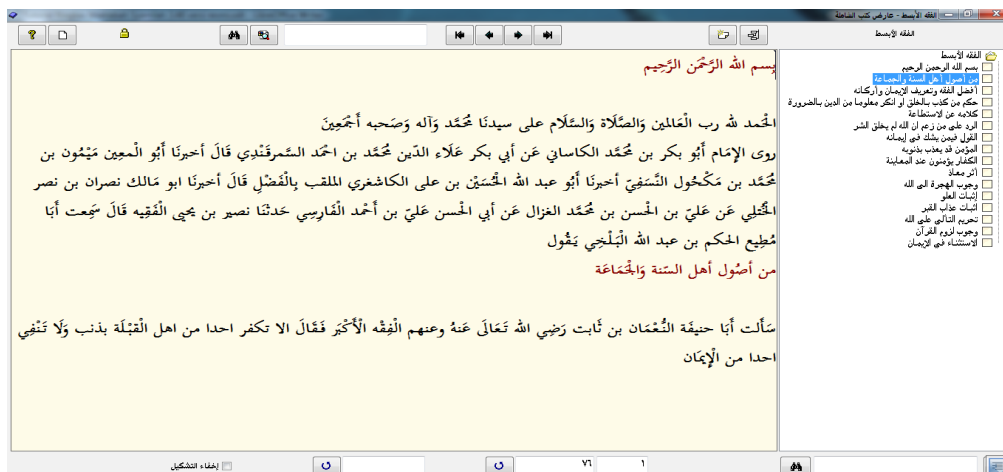 الفقه الأبسط - عارض كتب الشاملة
الفقه الأبسط
الفقه الأبسط
بسم الله الرحمن الرحيم
من أصول أهل السنة والجماعة
أفضل الفقه وتعريف الإيمان وأركانه
حكم من كذب بالخلق أو انكر معلوما من الدين بالضرورة
كلامه عن الاستطاعة
الرد على من زعم ان الله لم يخلق الشر
القول فيمن يشك في إيمانه
المؤمن قد يعذب بذنوبه
الكفار يؤمنون عند المعاينة
أثر معاذ
وجوب الهجرة الى الله
إثبات العلو
اثبات عذاب القبر
تحريم التألي على الله
وجوب لزوم القرآن
الاستثناء في الإيمان
بِسم الله الرَّحْمَن الرَّحِيم
الْحَمد لله رب الْعَالمين وَالصَّلَاة وَالسَّلَام على سيدنَا مُحَمَّد وَآله وَصَحبه أَجْمَعِينَ
روى الإِمَام أَبُو بكر بن مُحَمَّد الكاساني عَن أبي بكر عَلَاء الدّين مُحَمَّد بن احْمَد السَّمرقَنْدِي قَالَ أخبرنَا أَبُو الْمعِين مَيْمُون بن
مُحَمَّد بن مَكْحُول النَّسَفِيّ أخبرنَا أَبُو عبد الله الْحُسَيْن بن على الكاشغري الملقب بِالْفَضْلِ قَالَ أخبرنَا ابو مَالك نصران بن نصر
الْخُتلِي عَن عَليّ بن الْحسن بن مُحَمَّد الغزال عَن أبي الْحسن عَليّ بن أَحْمد الْفَارِسِي حَدثنَا نصير بن يحيى الْفَقِيه قَالَ سَمِعت أَبَا
مُطِيع الحكم بن عبد الله الْبَلْخِي يَقُول
من أصُول أهل السّنة وَالْجَمَاعَة
سَأَلت أَبَا حنيفَة النُّعْمَان بن ثَابت رَضِي الله تَعَالَى عَنهُ وعنهم الْفِقْه الْأَكْبَر فَقَالَ الا تكفر احدا من اهل الْقبْلَة بذنب وَلَا تَنْفِي
احدا من الْإِيمَان
١
٧٦
إخفاء التشكيل